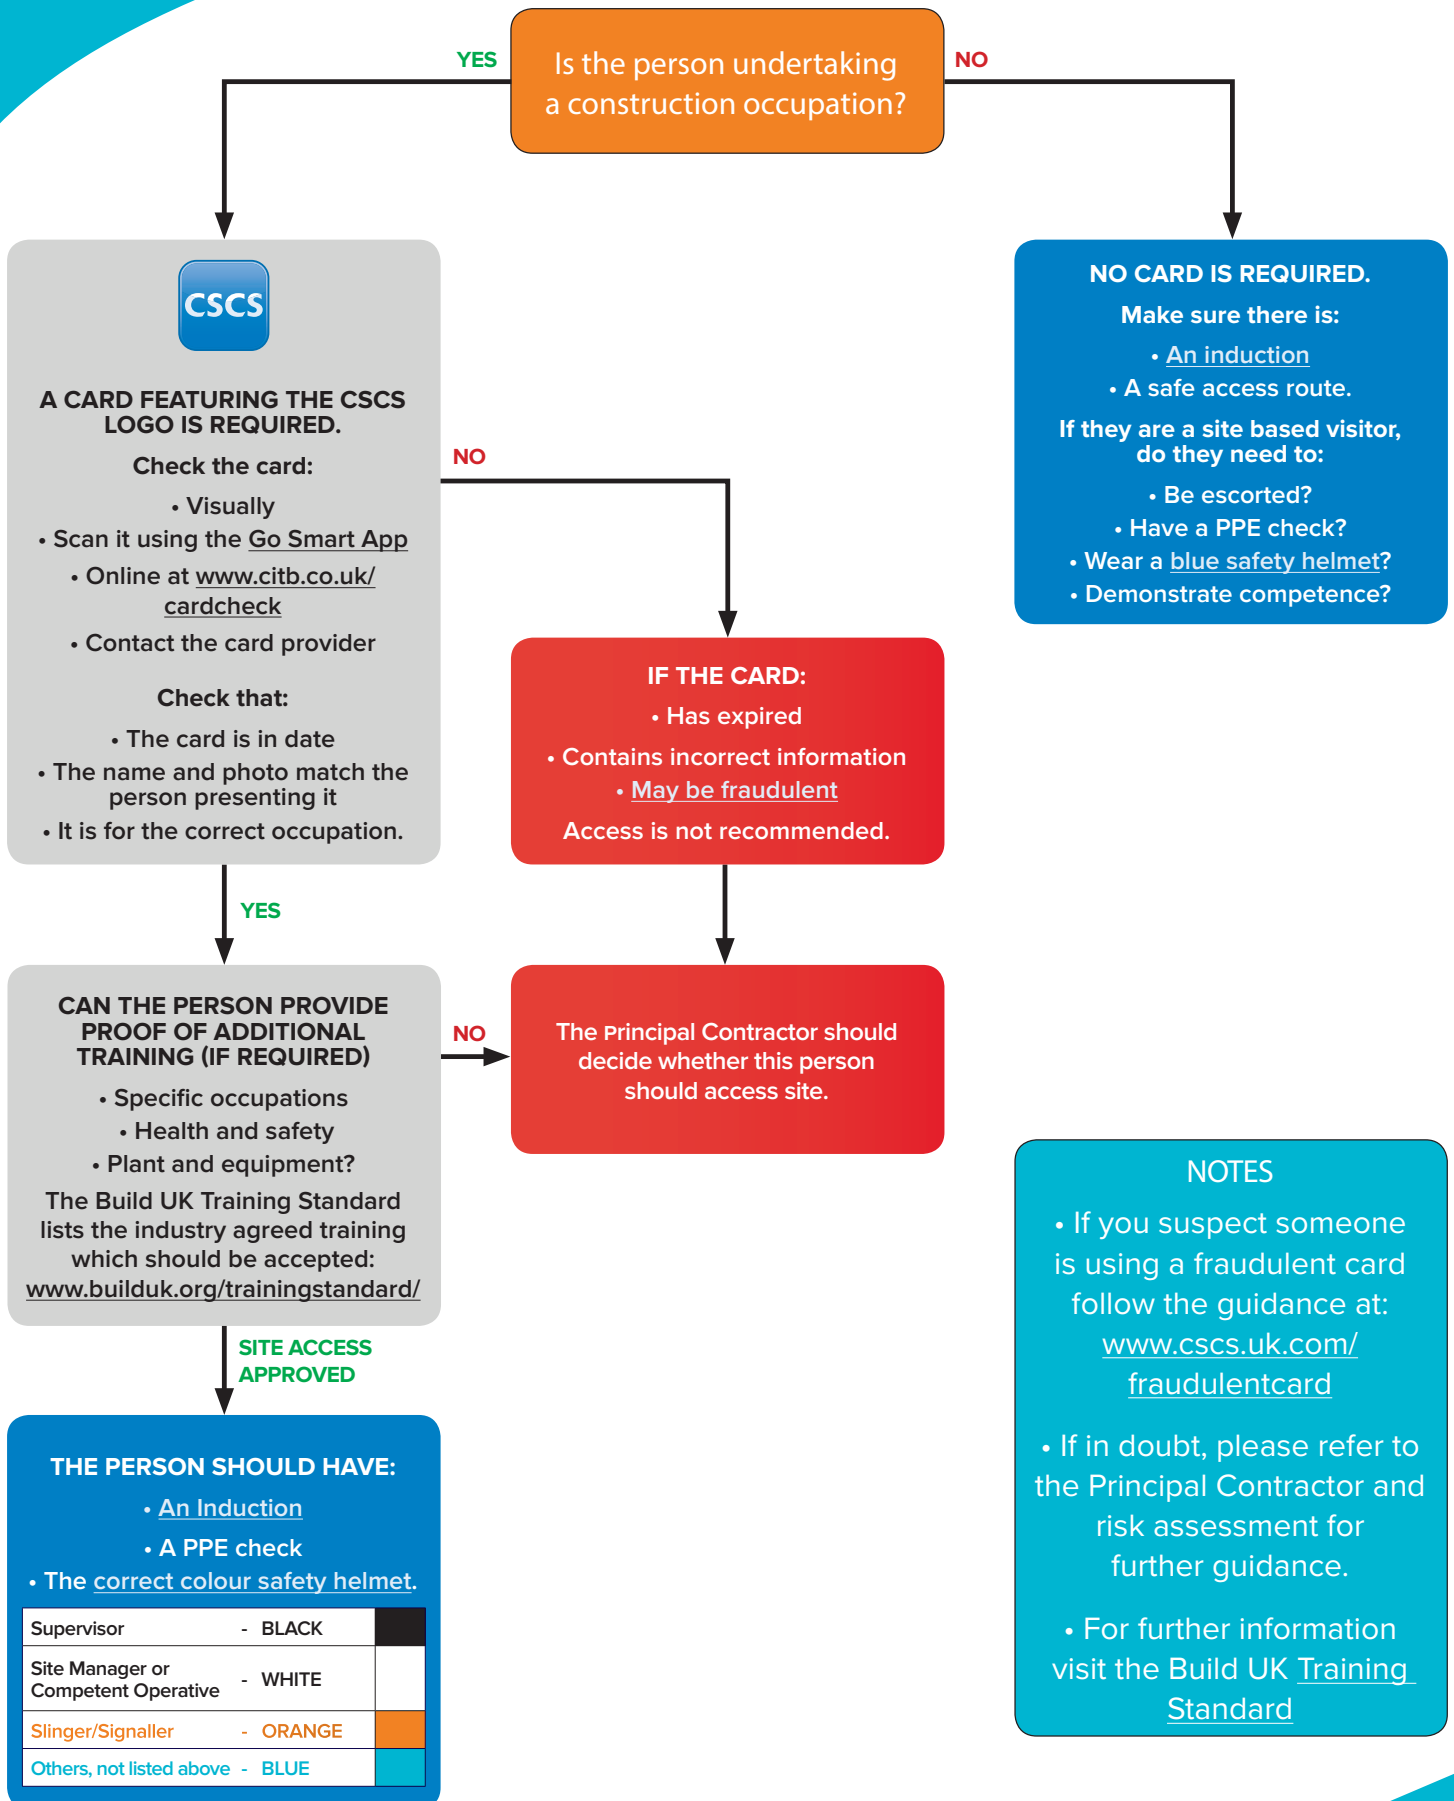 Is the person undertaking
a construction occupation?
YES
NO
CSCS
A CARD FEATURING THE CSCS
LOGO IS REQUIRED.
Check the card:
• Visually
• Scan it using the Go Smart App
• Online at www.citb.co.uk/
cardcheck
• Contact the card provider
Check that:
• The card is in date
• The name and photo match the
person presenting it
• It is for the correct occupation.
NO
IF THE CARD:
• Has expired
• Contains incorrect information
• May be fraudulent
Access is not recommended.
NO CARD IS REQUIRED.
Make sure there is:
• An induction
• A safe access route.
If they are a site based visitor,
do they need to:
• Be escorted?
• Have a PPE check?
• Wear a blue safety helmet?
• Demonstrate competence?
YES
CAN THE PERSON PROVIDE
PROOF OF ADDITIONAL
TRAINING (IF REQUIRED)
• Specific occupations
• Health and safety
• Plant and equipment?
The Build UK Training Standard
lists the industry agreed training
which should be accepted:
www.builduk.org/trainingstandard/
NO
The Principal Contractor should
decide whether this person
should access site.
SITE ACCESS
APPROVED
THE PERSON SHOULD HAVE:
• An Induction
• A PPE check
• The correct colour safety helmet.
Supervisor - BLACK
Site Manager or
Competent Operative - WHITE
Slinger/Signaller - ORANGE
Others, not listed above - BLUE
NOTES
• If you suspect someone
is using a fraudulent card
follow the guidance at:
www.cscs.uk.com/
fraudulentcard
• If in doubt, please refer to
the Principal Contractor and
risk assessment for
further guidance.
• For further information
visit the Build UK Training
Standard